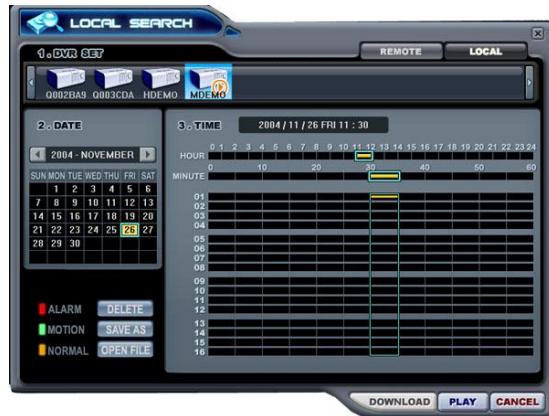 LOCAL SEARCH
1. DVR SET
REMOTE LOCAL
Q002BA9 Q003CDA HDEMO MDEMO
2. DATE
3. TIME 2004 / 11 / 26 FRI 11 : 30
2004 - NOVEMBER
HOUR 0 1 2 3 4 5 6 7 8 9 10 11 12 13 14 15 16 17 18 19 20 21 22 23 24
MINUTE 0 10 20 30 40 50 60
SUN MON TUE WED THU FRI SAT
1 2 3 4 5 6
7 8 9 10 11 12 13
14 15 16 17 18 19 20
21 22 23 24 25 26 27
28 29 30
01
02
03
04
05
06
07
08
09
10
11
12
13
14
15
16
ALARM DELETE
MOTION SAVE AS
NORMAL OPEN FILE
DOWNLOAD PLAY CANCEL